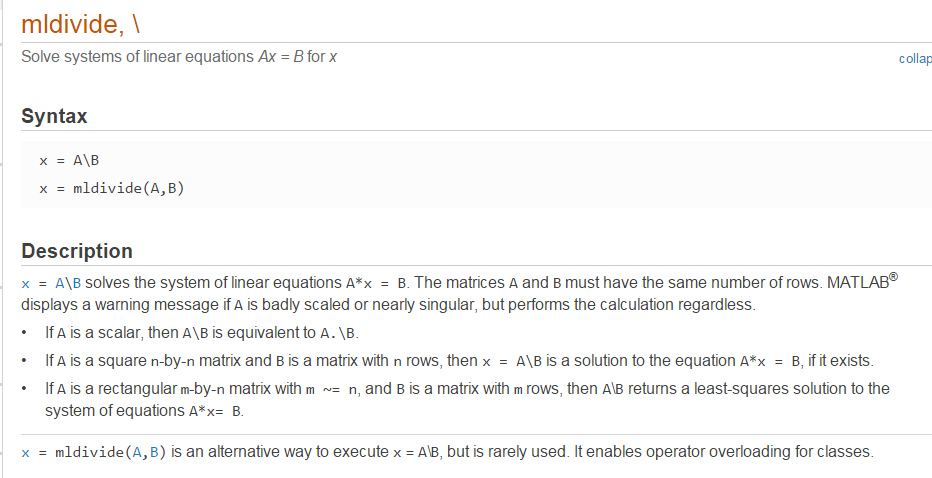 mldivide, \
Solve systems of linear equations Ax = B for x
collap
Syntax
x = A\B
x = mldivide(A,B)
Description
x = A\B solves the system of linear equations A*x = B. The matrices A and B must have the same number of rows. MATLAB®
displays a warning message if A is badly scaled or nearly singular, but performs the calculation regardless.
• If A is a scalar, then A\B is equivalent to A.\B.
• If A is a square n-by-n matrix and B is a matrix with n rows, then x = A\B is a solution to the equation A*x = B, if it exists.
• If A is a rectangular m-by-n matrix with m ~= n, and B is a matrix with m rows, then A\B returns a least-squares solution to the
system of equations A*x= B.
x = mldivide(A,B) is an alternative way to execute x = A\B, but is rarely used. It enables operator overloading for classes.